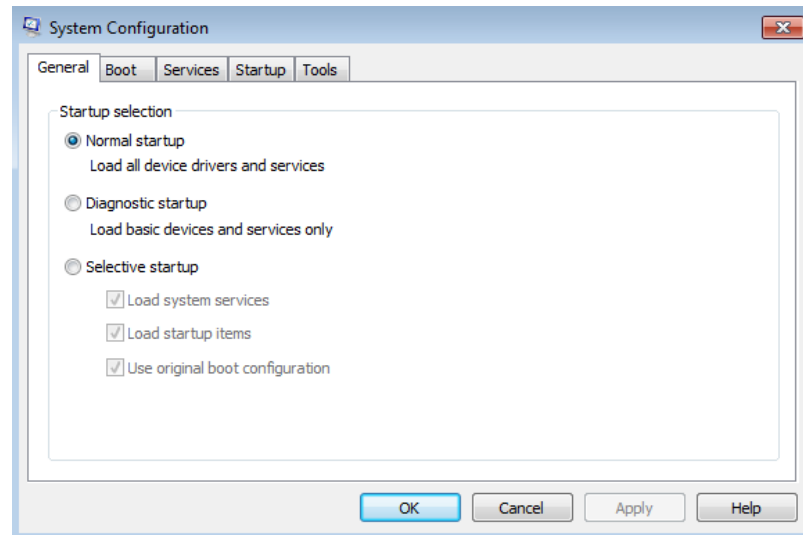 System Configuration
General Boot Services Startup Tools
Startup selection
Normal startup
Load all device drivers and services
Diagnostic startup
Load basic devices and services only
Selective startup
Load system services
Load startup items
Use original boot configuration
OK Cancel Apply Help